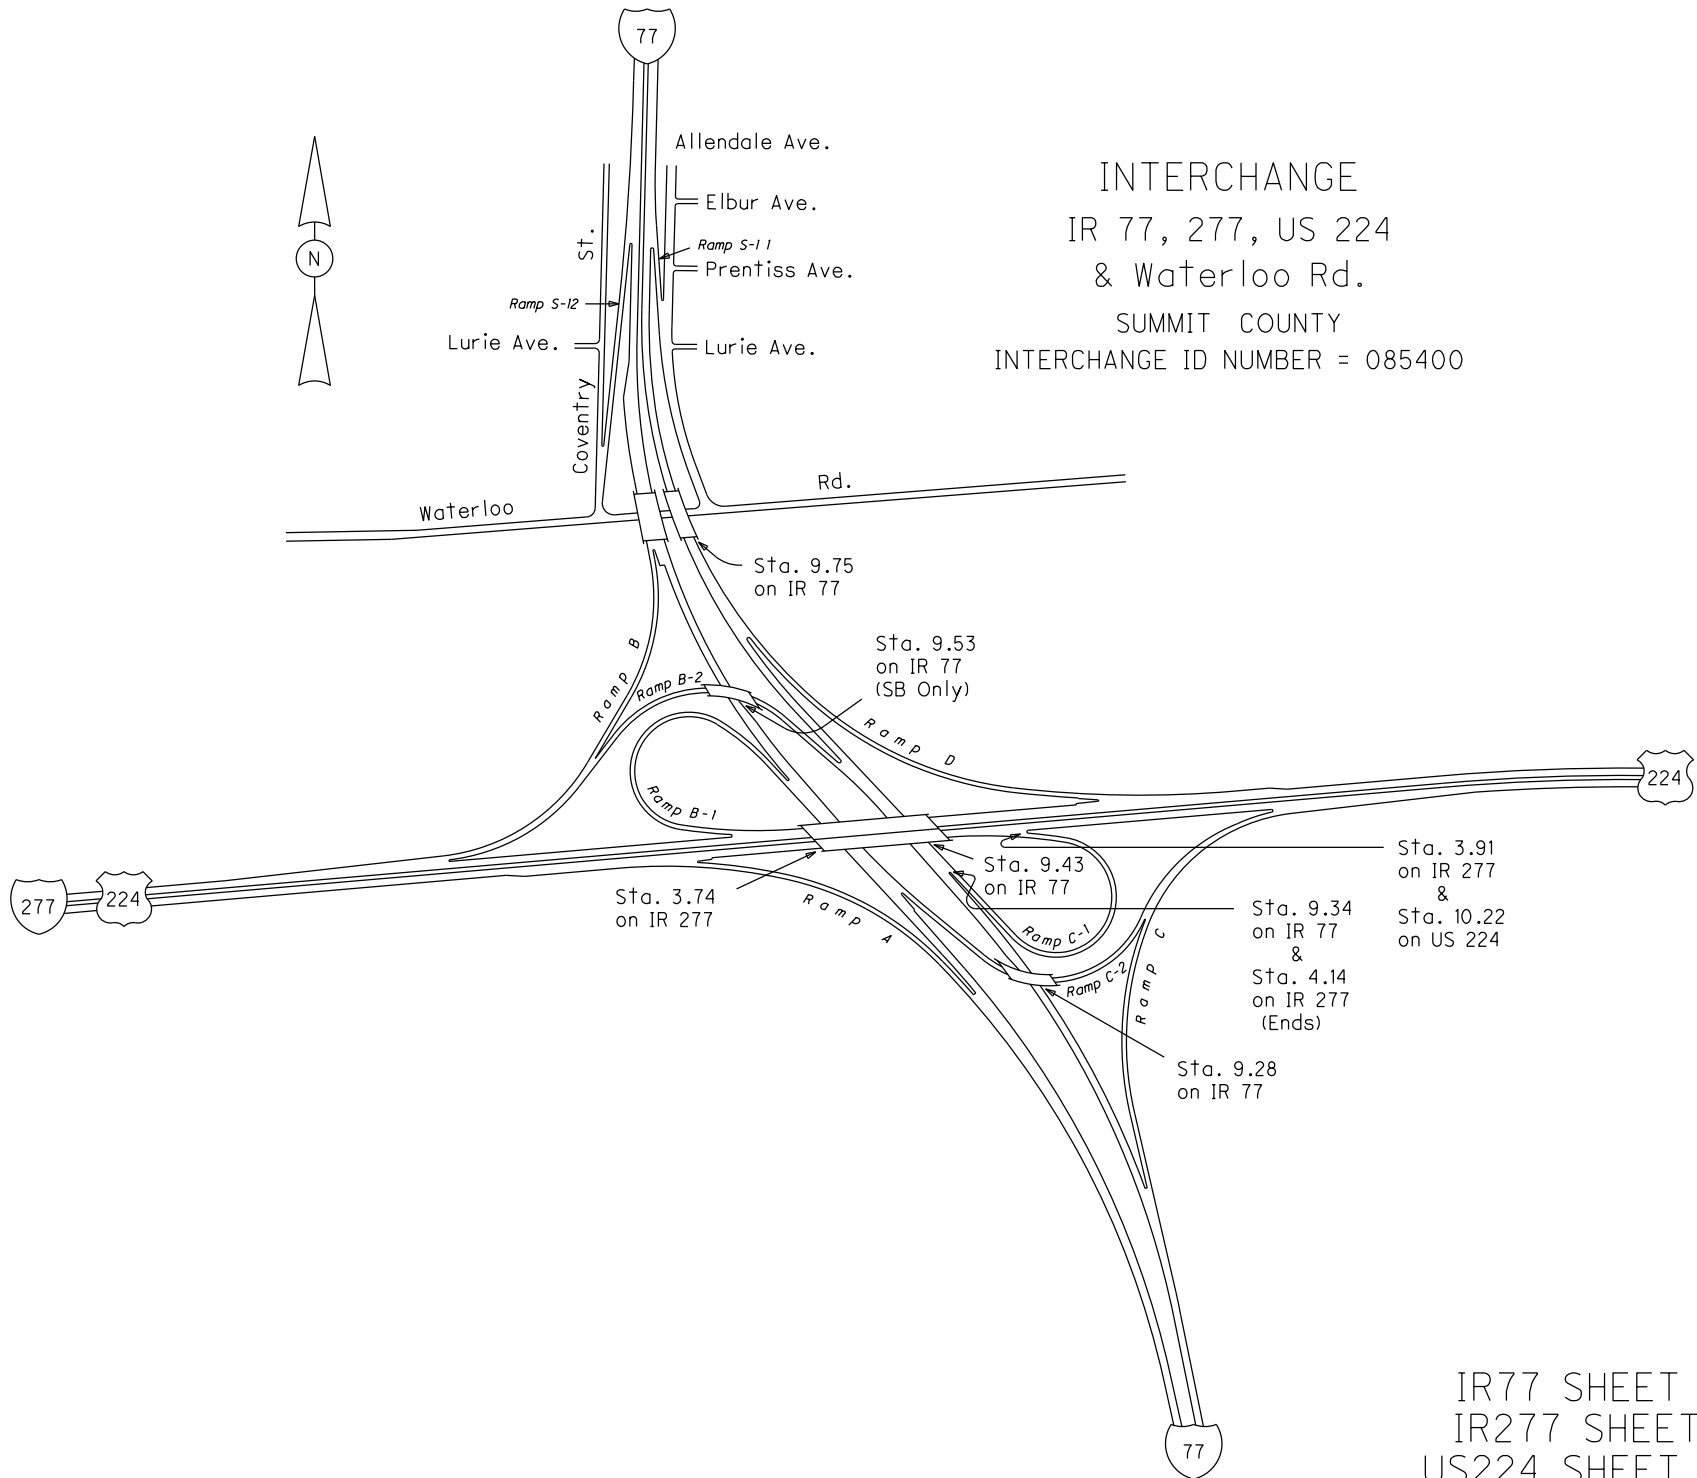 77
Allendale Ave.
Elbur Ave.
St.
Ramp S-11
Prentiss Ave.
N
Ramp S-12
Lurie Ave.
Lurie Ave.
Coventry
INTERCHANGE
IR 77, 277, US 224
& Waterloo Rd.
SUMMIT COUNTY
INTERCHANGE ID NUMBER = 085400
Waterloo
Rd.
Sta. 9.75
on IR 77
Sta. 9.53
on IR 77
(SB Only)
Ramp B
Ramp B-2
Ramp D
Ramp B-1
224
277
224
Sta. 3.74
on IR 277
Ramp A
Sta. 9.43
on IR 77
Ramp C-1
Ramp C-2
Ramp C
Sta. 3.91
on IR 277
&
Sta. 10.22
on US 224
Sta. 9.34
on IR 77
&
Sta. 4.14
on IR 277
(Ends)
Sta. 9.28
on IR 77
77
IR77 SHEET
IR277 SHEET
US224 SHEET